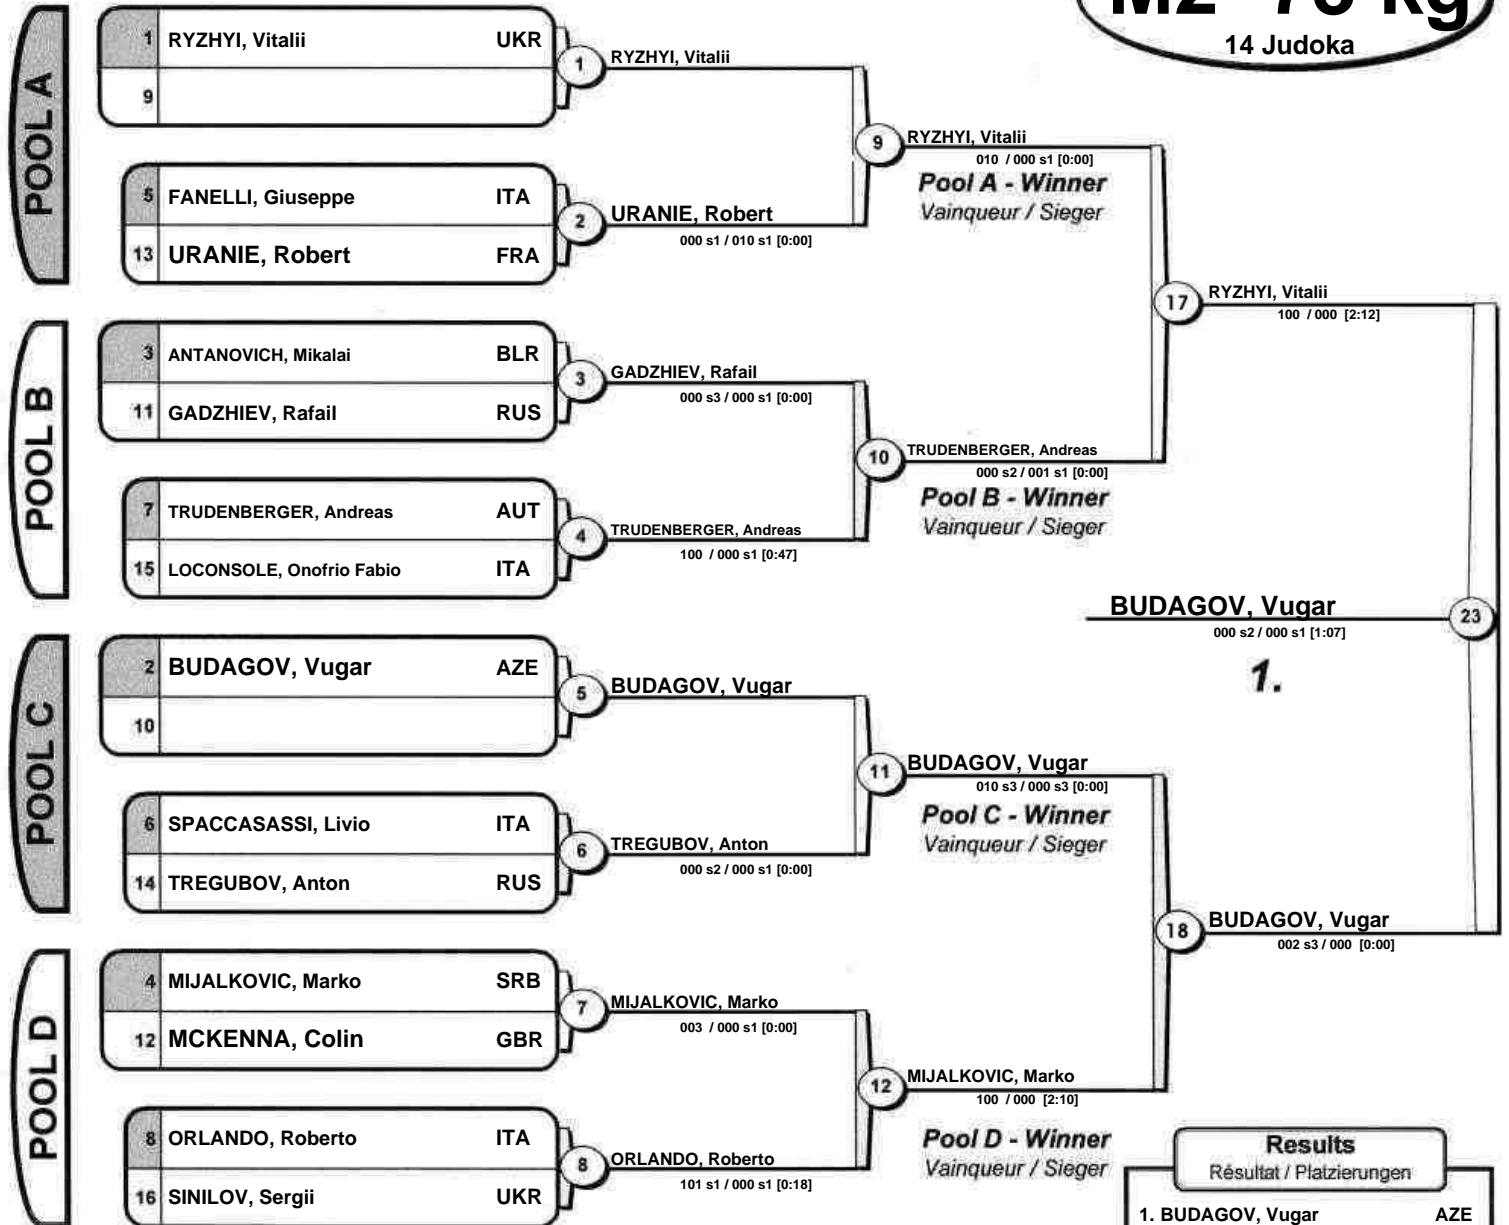 M2 -73 kg
14 Judoka
POOL A
1 RYZHYI, Vitalii UKR
9
1 RYZHYI, Vitalii
5 FANELLI, Giuseppe ITA
13 URANIE, Robert FRA
2 URANIE, Robert
000 s1 / 010 s1 [0:00]
9 RYZHYI, Vitalii
010 / 000 s1 [0:00]
Pool A - Winner
Vainqueur / Sieger
POOL B
3 ANTANOVICH, Mikalai BLR
11 GADZHIEV, Rafail RUS
3 GADZHIEV, Rafail
000 s3 / 000 s1 [0:00]
7 TRUDENBERGER, Andreas AUT
15 LOCONSOLE, Onofrio Fabio ITA
4 TRUDENBERGER, Andreas
100 / 000 s1 [0:47]
10 TRUDENBERGER, Andreas
000 s2 / 001 s1 [0:00]
Pool B - Winner
Vainqueur / Sieger
17 RYZHYI, Vitalii
100 / 000 [2:12]
BUDAGOV, Vugar 23
000 s2 / 000 s1 [1:07]
1.
POOL C
2 BUDAGOV, Vugar AZE
10
5 BUDAGOV, Vugar
6 SPACCASASSI, Livio ITA
14 TREGUBOV, Anton RUS
6 TREGUBOV, Anton
000 s2 / 000 s1 [0:00]
11 BUDAGOV, Vugar
010 s3 / 000 s3 [0:00]
Pool C - Winner
Vainqueur / Sieger
18 BUDAGOV, Vugar
002 s3 / 000 [0:00]
POOL D
4 MIJALKOVIC, Marko SRB
12 MCKENNA, Colin GBR
7 MIJALKOVIC, Marko
003 / 000 s1 [0:00]
8 ORLANDO, Roberto ITA
16 SINILOV, Sergii UKR
8 ORLANDO, Roberto
101 s1 / 000 s1 [0:18]
12 MIJALKOVIC, Marko
100 / 000 [2:10]
Pool D - Winner
Vainqueur / Sieger
Results
Résultat / Platzierungen
1. BUDAGOV, Vugar AZE